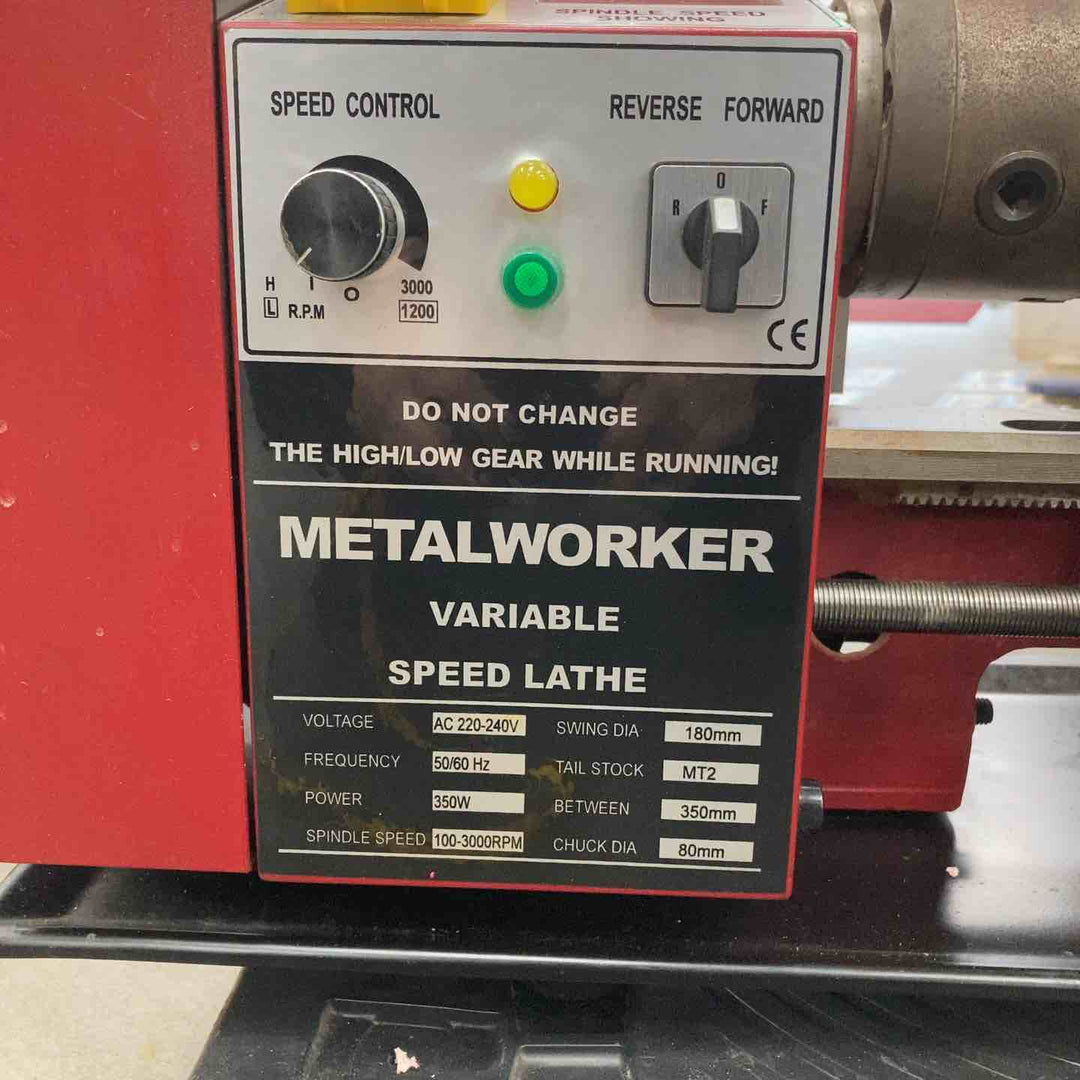 SPINDLE SPEED
SHOWING
SPEED CONTROL
REVERSE FORWARD
O
R F
H I O 3000
L R.P.M 1200
CE
DO NOT CHANGE
THE HIGH/LOW GEAR WHILE RUNNING!
METALWORKER
VARIABLE
SPEED LATHE
VOLTAGE AC 220-240V SWING DIA 180mm
FREQUENCY 50/60 Hz TAIL STOCK MT2
POWER 350W BETWEEN 350mm
SPINDLE SPEED 100-3000RPM CHUCK DIA 80mm